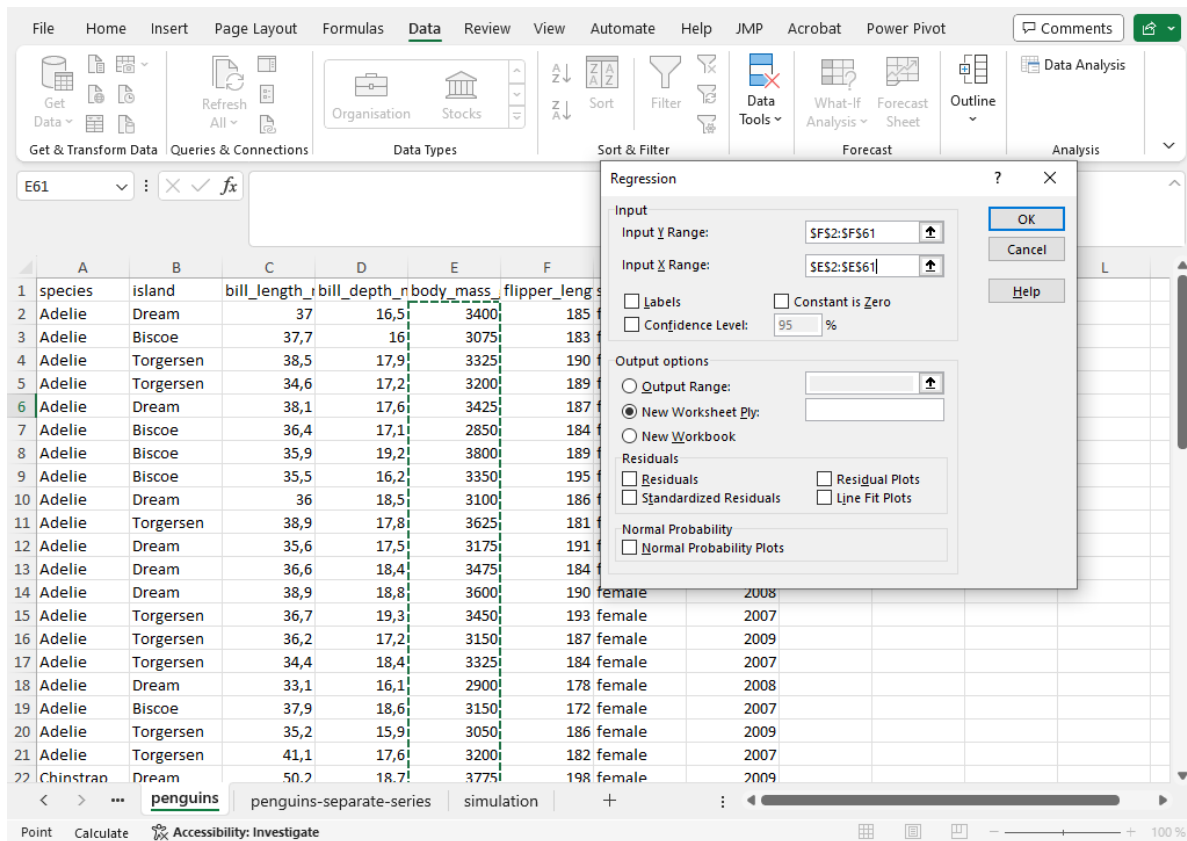 File Home Insert Page Layout Formulas Data Review View Automate Help JMP Acrobat Power Pivot Comments
Get Data Refresh All Organisation Stocks Sort Filter Data Tools What-If Analysis Forecast Sheet Outline Data Analysis
Get & Transform Data Queries & Connections Data Types Sort & Filter Forecast Analysis
E61 fx
Regression ? X
Input
Input Y Range: $F$2:$F$61 OK
Input X Range: $E$2:$E$61 Cancel
Labels Constant is Zero Help
Confidence Level: 95 %
Output options
Output Range:
New Worksheet Ply:
New Workbook
Residuals
Residuals Residual Plots
Standardized Residuals Line Fit Plots
Normal Probability
Normal Probability Plots
A B C D E F L
1 species island bill_length_ bill_depth_ body_mass_ flipper_leng
2 Adelie Dream 37 16,5 3400 185
3 Adelie Biscoe 37,7 16 3075 183
4 Adelie Torgersen 38,5 17,9 3325 190
5 Adelie Torgersen 34,6 17,2 3200 189
6 Adelie Dream 38,1 17,6 3425 187
7 Adelie Biscoe 36,4 17,1 2850 184
8 Adelie Biscoe 35,9 19,2 3800 189
9 Adelie Biscoe 35,5 16,2 3350 195
10 Adelie Dream 36 18,5 3100 186
11 Adelie Torgersen 38,9 17,8 3625 181
12 Adelie Dream 35,6 17,5 3175 191
13 Adelie Dream 36,6 18,4 3475 184
14 Adelie Dream 38,9 18,8 3600 190 female 2008
15 Adelie Torgersen 36,7 19,3 3450 193 female 2007
16 Adelie Torgersen 36,2 17,2 3150 187 female 2009
17 Adelie Torgersen 34,4 18,4 3325 184 female 2007
18 Adelie Dream 33,1 16,1 2900 178 female 2008
19 Adelie Biscoe 37,9 18,6 3150 172 female 2007
20 Adelie Torgersen 35,2 15,9 3050 186 female 2009
21 Adelie Torgersen 41,1 17,6 3200 182 female 2007
22 Chinstrap Dream 50,2 18,7 3775 198 female 2009
penguins penguins-separate-series simulation
Point Calculate Accessibility: Investigate 100 %